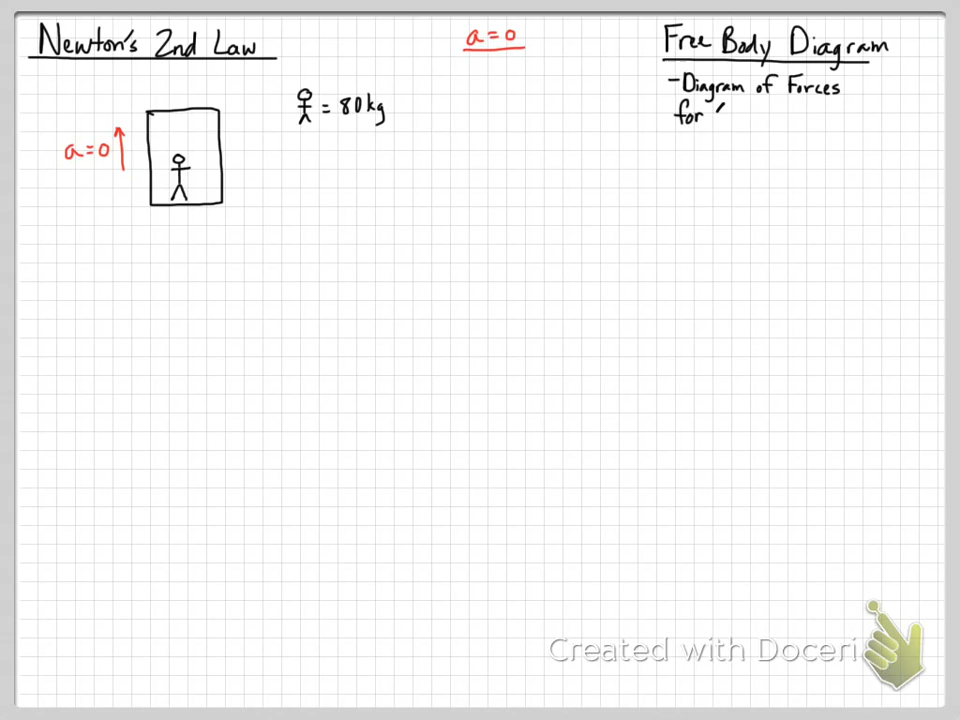 Newton's 2nd Law
a = 0
Free Body Diagram
- Diagram of Forces
for
= 80kg
a = 0
Created with Doceri